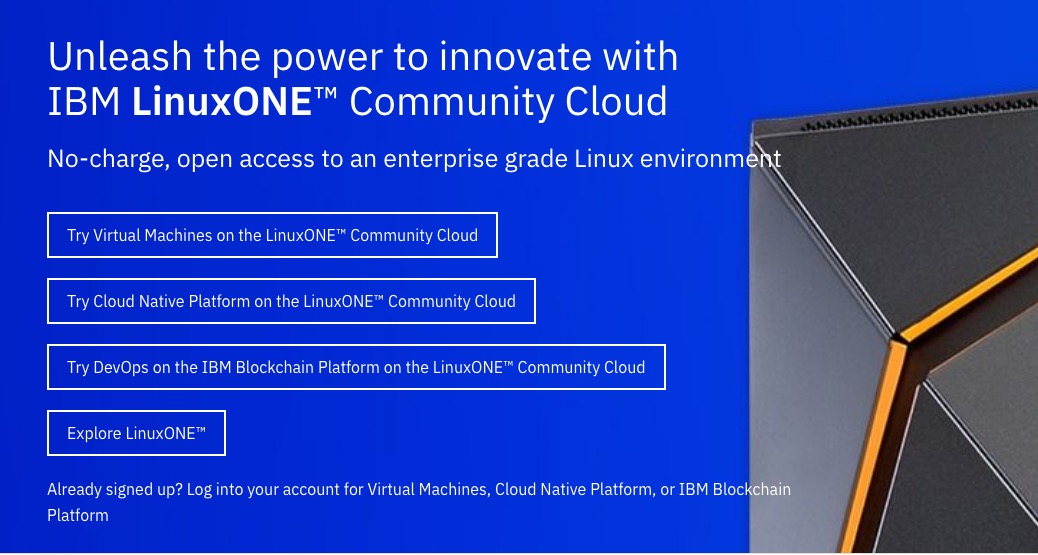 Unleash the power to innovate with
IBM LinuxONE™ Community Cloud
No-charge, open access to an enterprise grade Linux environment
Try Virtual Machines on the LinuxONE™ Community Cloud
Try Cloud Native Platform on the LinuxONE™ Community Cloud
Try DevOps on the IBM Blockchain Platform on the LinuxONE™ Community Cloud
Explore LinuxONE™
Already signed up? Log into your account for Virtual Machines, Cloud Native Platform, or IBM Blockchain
Platform